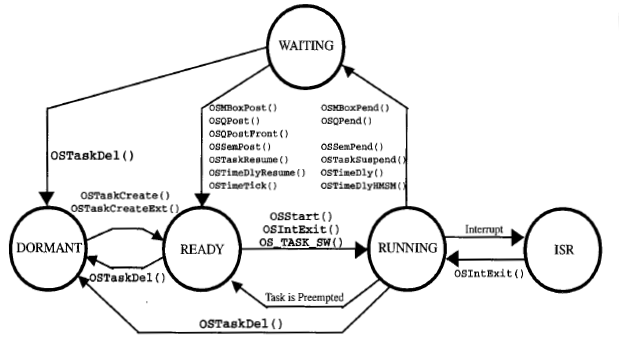 WAITING
OSMBoxPost()
OSQPost()
OSQPostFront()
OSSemPost()
OSTaskResume()
OSTimeDlyResume()
OSTimeTick()
OSMBoxPend()
OSQPend()
OSSemPend()
OSTaskSuspend()
OSTimeDly()
OSTimeDlyHMSM()
OSTaskDel()
OSTaskCreate()
OSTaskCreateExt()
OSStart()
OSIntExit()
OS_TASK_SW()
Interrupt
DORMANT
READY
RUNNING
ISR
OSTaskDel()
OSIntExit()
Task is Preempted
OSTaskDel()